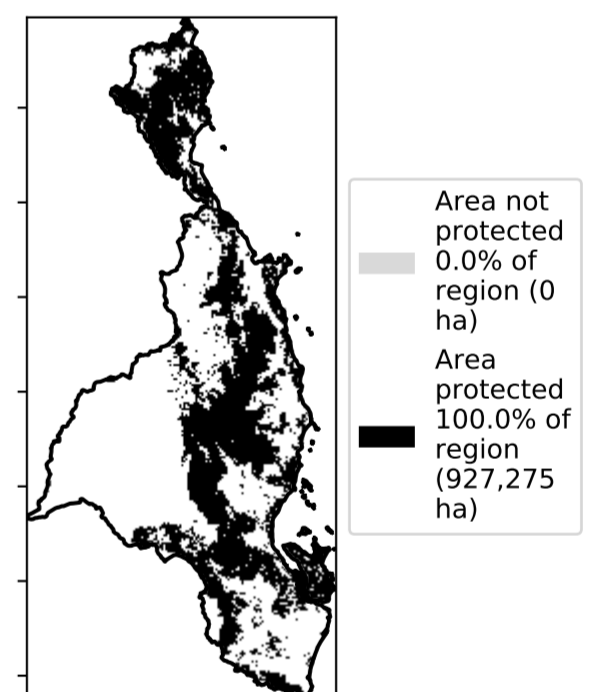 Area not
protected
0.0% of
region (0
ha)
Area
protected
100.0% of
region
(927,275
ha)